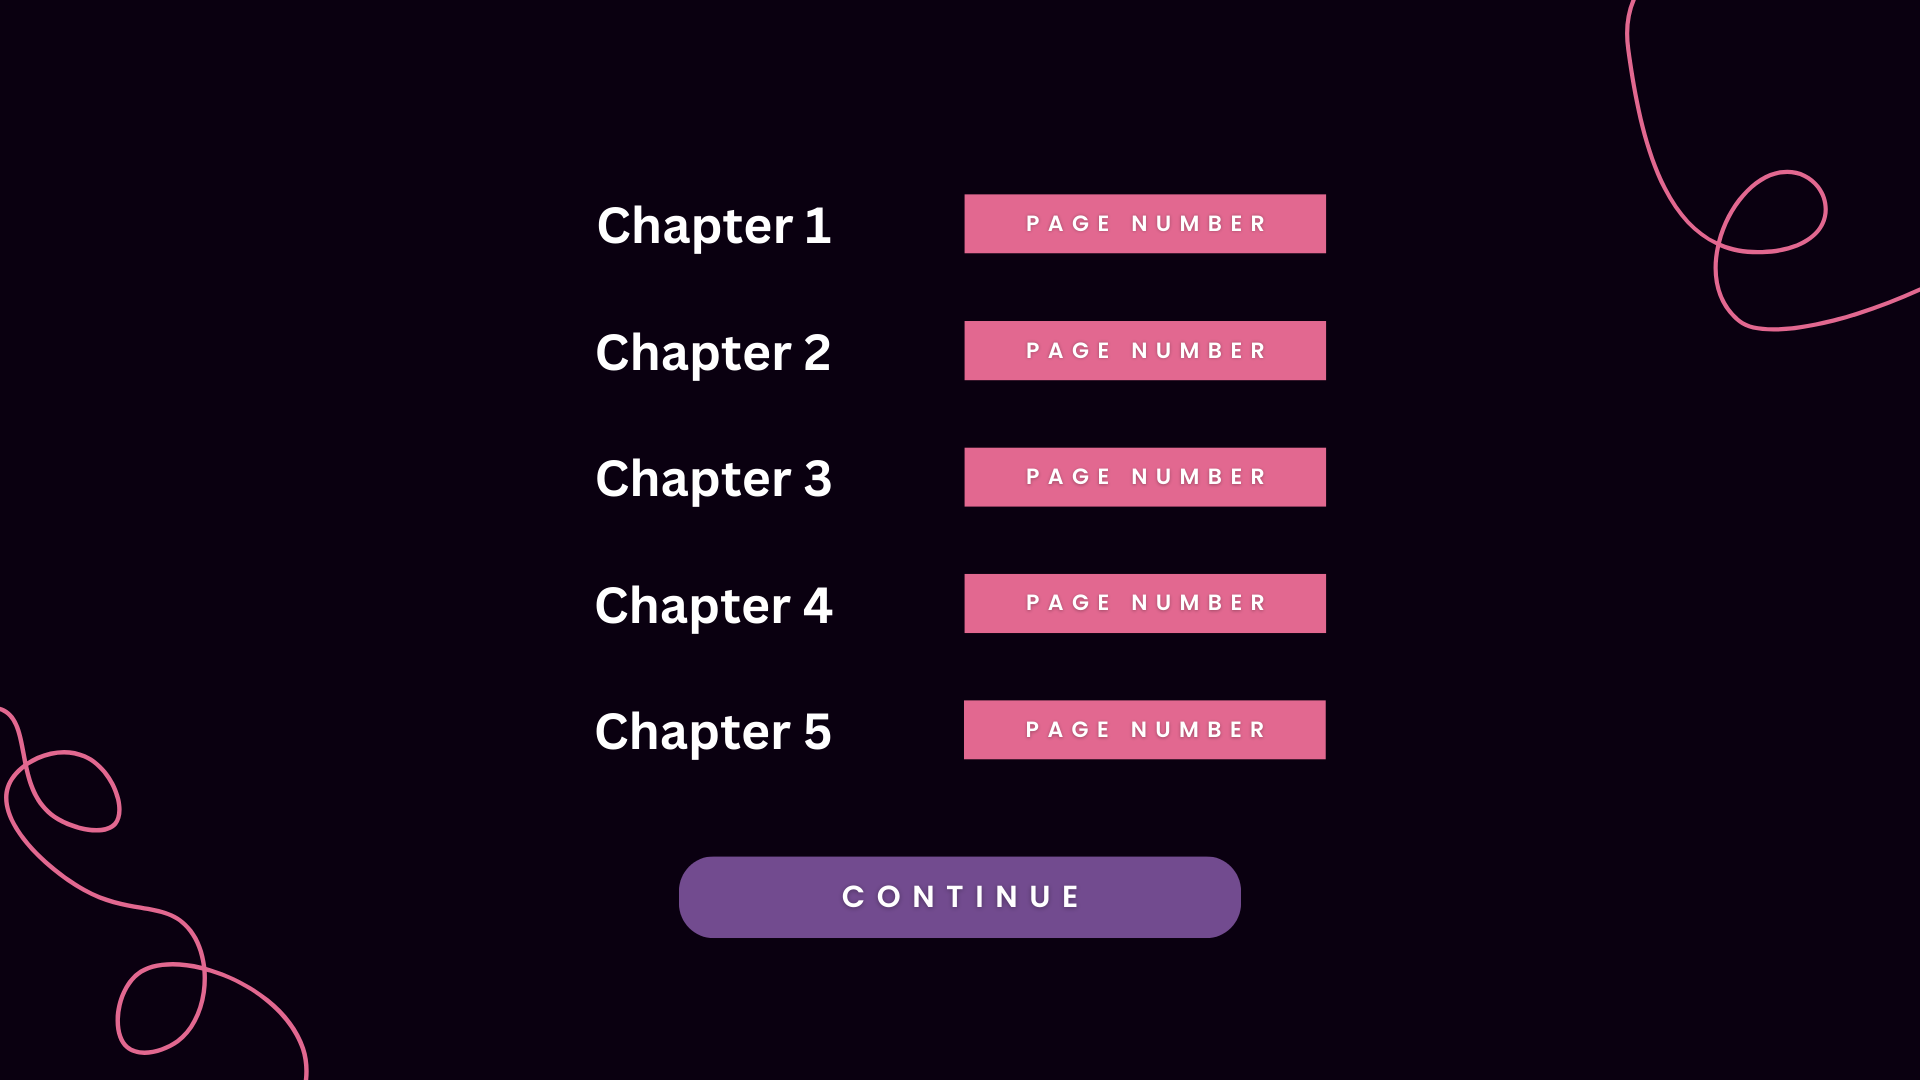 Chapter 1 PAGE NUMBER
Chapter 2 PAGE NUMBER
Chapter 3 PAGE NUMBER
Chapter 4 PAGE NUMBER
Chapter 5 PAGE NUMBER
CONTINUE